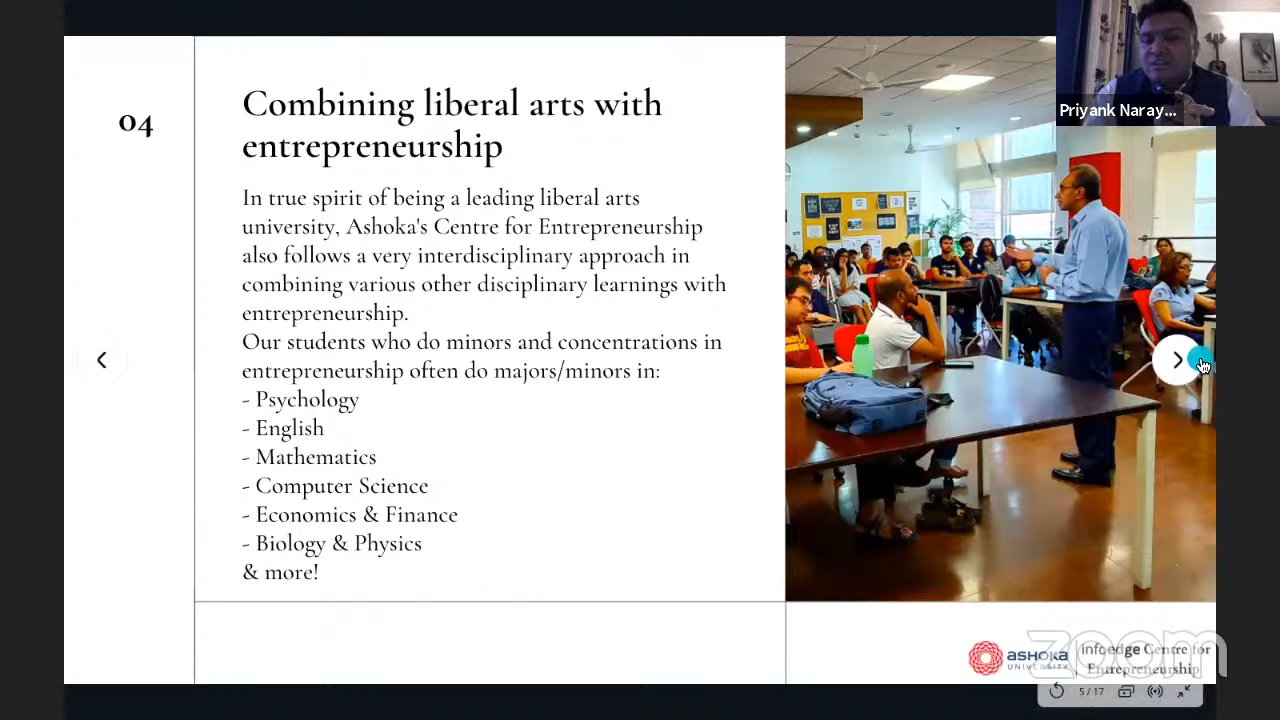 Priyank Naray...
04
Combining liberal arts with
entrepreneurship
In true spirit of being a leading liberal arts
university, Ashoka's Centre for Entrepreneurship
also follows a very interdisciplinary approach in
combining various other disciplinary learnings with
entrepreneurship.
Our students who do minors and concentrations in
entrepreneurship often do majors/minors in:
- Psychology
- English
- Mathematics
- Computer Science
- Economics & Finance
- Biology & Physics
& more!
ASHOKA
UNIVERSITY
infoedge Centre for
Entrepreneurship
zoom
5/17